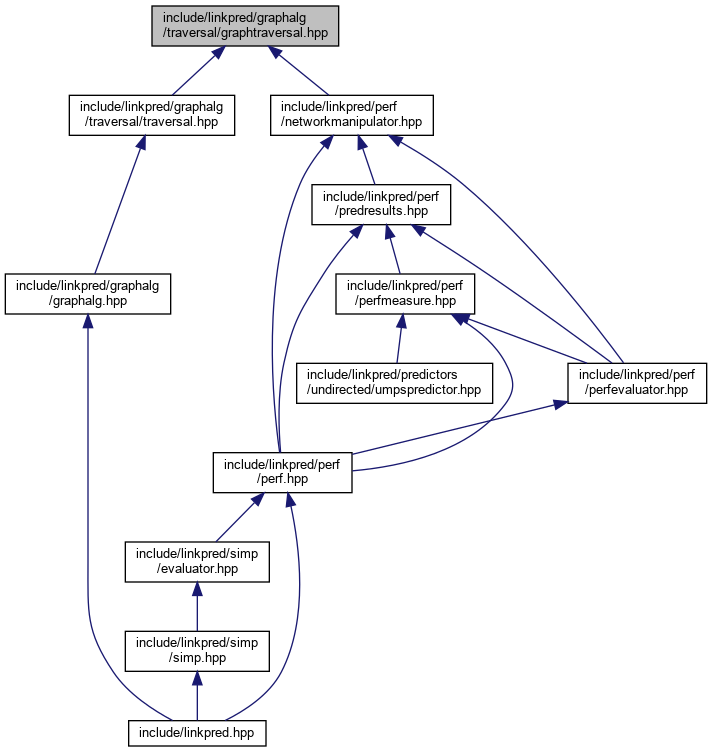 include/linkpred/graphalg
/traversal/graphtraversal.hpp
include/linkpred/graphalg
/traversal/traversal.hpp
include/linkpred/perf
/networkmanipulator.hpp
include/linkpred/perf
/predresults.hpp
include/linkpred/graphalg
/graphalg.hpp
include/linkpred/perf
/perfmeasure.hpp
include/linkpred/predictors
/undirected/umpspredictor.hpp
include/linkpred/perf
/perfevaluator.hpp
include/linkpred/perf
/perf.hpp
include/linkpred/simp
/evaluator.hpp
include/linkpred/simp
/simp.hpp
include/linkpred.hpp